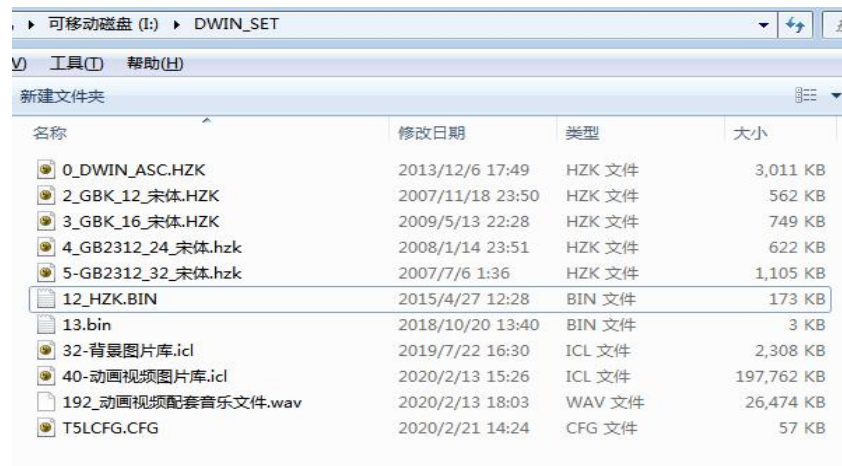 可移动磁盘 (I:) DWIN_SET
V) 工具(T) 帮助(H)
新建文件夹
名称 修改日期 类型 大小
0_DWIN_ASC.HZK 2013/12/6 17:49 HZK 文件 3,011 KB
2_GBK_12_宋体.HZK 2007/11/18 23:50 HZK 文件 562 KB
3_GBK_16_宋体.HZK 2009/5/13 22:28 HZK 文件 749 KB
4_GB2312_24_宋体.hzk 2008/1/14 23:51 HZK 文件 622 KB
5-GB2312_32_宋体.hzk 2007/7/6 1:36 HZK 文件 1,105 KB
12_HZK.BIN 2015/4/27 12:28 BIN 文件 173 KB
13.bin 2018/10/20 13:40 BIN 文件 3 KB
32-背景图片库.icl 2019/7/22 16:30 ICL 文件 2,308 KB
40-动画视频图片库.icl 2020/2/13 15:26 ICL 文件 197,762 KB
192_动画视频配套音乐文件.wav 2020/2/13 18:03 WAV 文件 26,474 KB
T5LCFG.CFG 2020/2/21 14:24 CFG 文件 57 KB